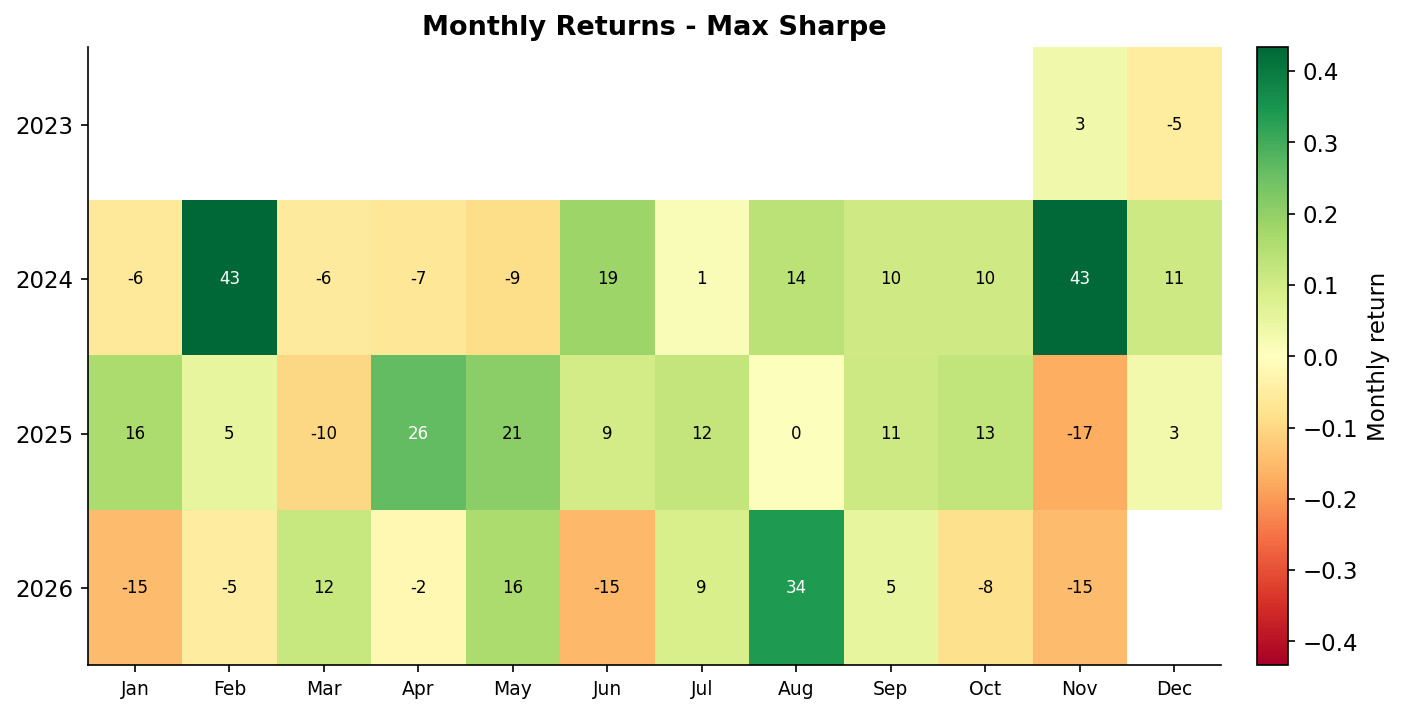 Monthly Returns - Max Sharpe
2023 3 -5
2024 -6 43 -6 -7 -9 19 1 14 10 10 43 11
2025 16 5 -10 26 21 9 12 0 11 13 -17 3
2026 -15 -5 12 -2 16 -15 9 34 5 -8 -15
Jan Feb Mar Apr May Jun Jul Aug Sep Oct Nov Dec
0.4
0.3
0.2
0.1
0.0
−0.1
−0.2
−0.3
−0.4
Monthly return